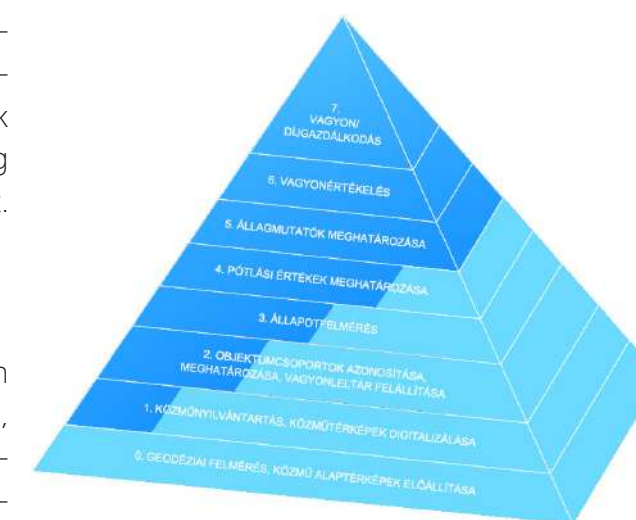 k
g
.
n
,
7.
VAGYON/
DÍJGAZDÁLKODÁS
6. VAGYONÉRTÉKELÉS
5. ÁLLAGMUTATÓK MEGHATÁROZÁSA
4. PÓTLÁSI ÉRTÉKEK MEGHATÁROZÁSA
3. ÁLLAPOTFELMÉRÉS
2. OBJEKTUMCSOPORTOK AZONOSÍTÁSA,
MEGHATÁROZÁSA, VAGYONLELTÁR FELÁLLÍTÁSA
1. KÖZMŰNYILVÁNTARTÁS, KÖZMŰTÉRKÉPEK DIGITALIZÁLÁSA
0. GEODÉZIAI FELMÉRÉS, KÖZMŰ ALAPTÉRKÉPEK ELŐÁLLÍTÁSA